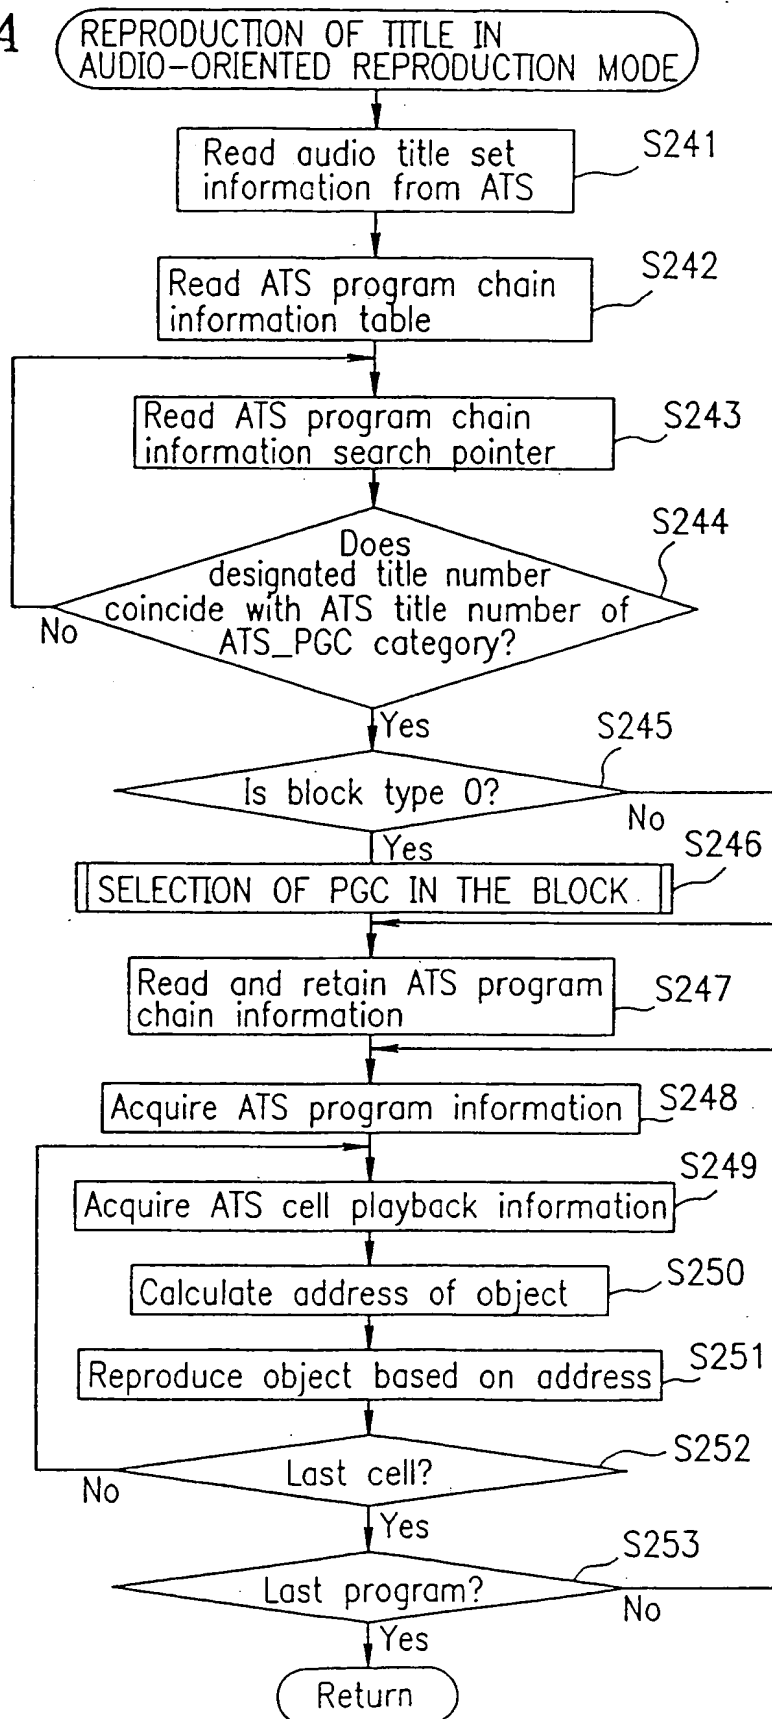 4
REPRODUCTION OF TITLE IN
AUDIO-ORIENTED REPRODUCTION MODE
Read audio title set
information from ATS
S241
Read ATS program chain
information table
S242
Read ATS program chain
information search pointer
S243
Does
designated title number
coincide with ATS title number of
ATS_PGC category?
S244
No
Yes
Is block type 0?
S245
No
Yes
SELECTION OF PGC IN THE BLOCK
S246
Read and retain ATS program
chain information
S247
Acquire ATS program information
S248
Acquire ATS cell playback information
S249
Calculate address of object
S250
Reproduce object based on address
S251
Last cell?
S252
No
Yes
Last program?
S253
No
Yes
Return